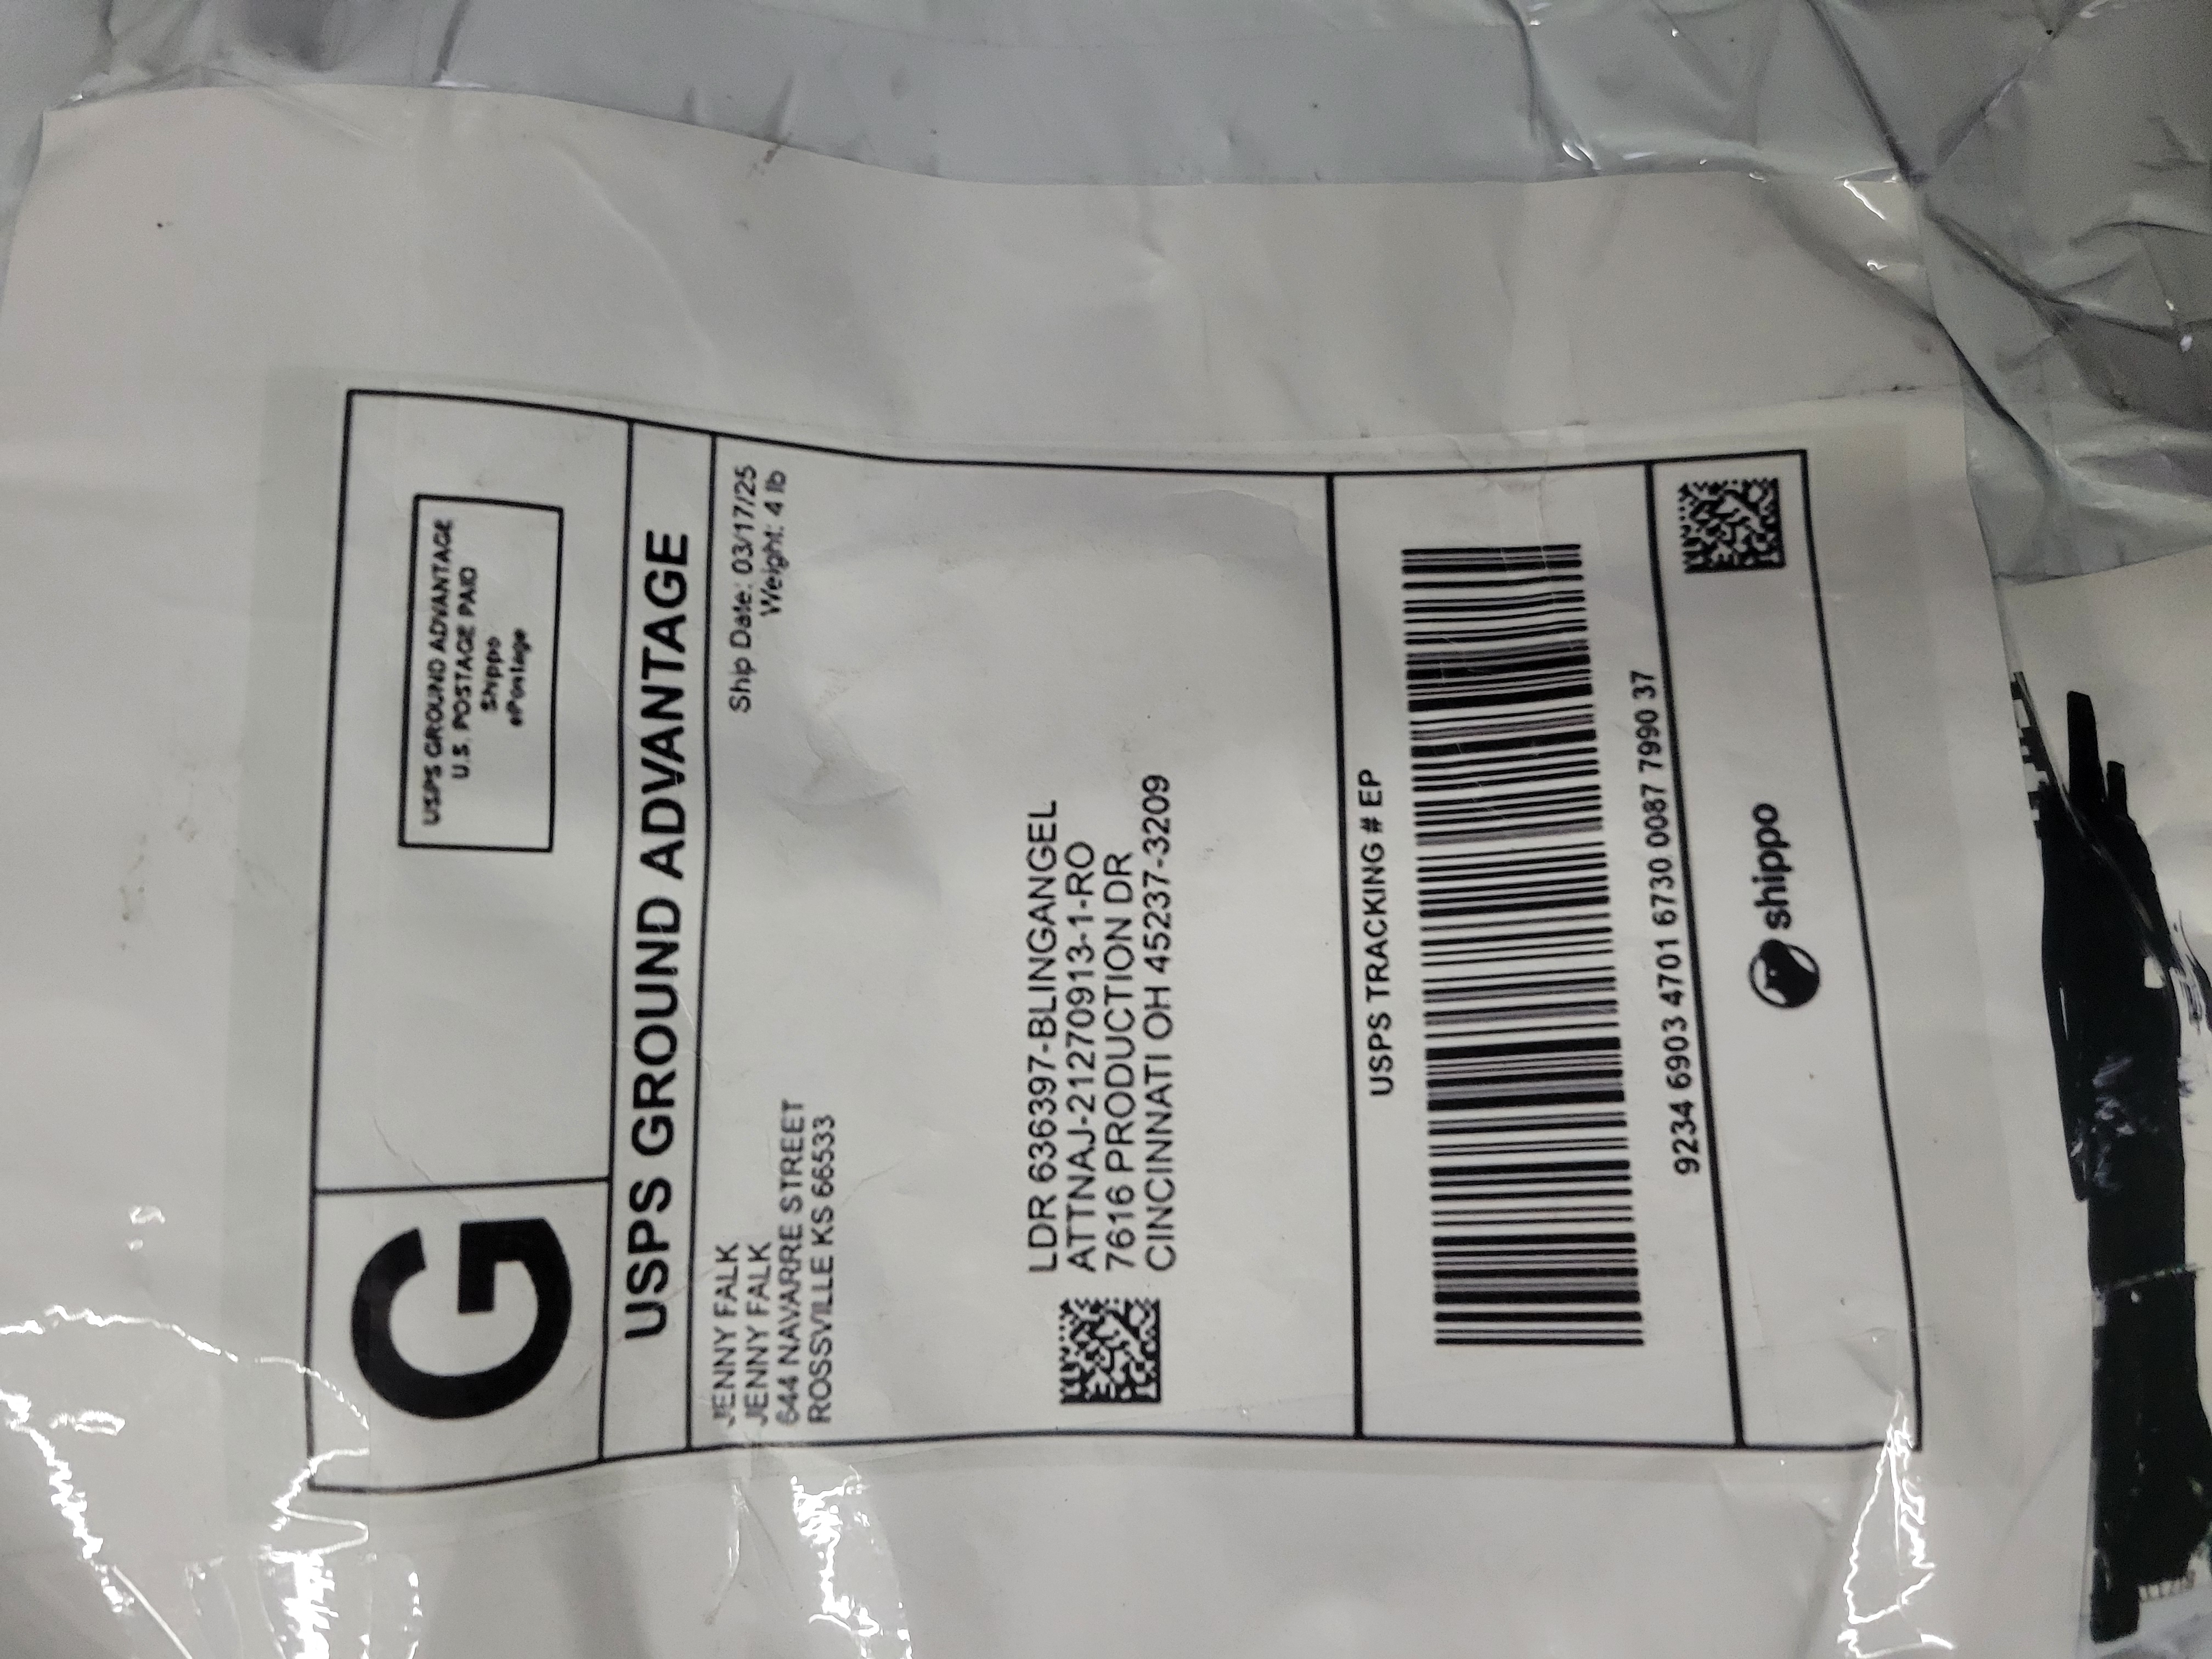 G
USPS GROUND ADVANTAGE
U.S. POSTAGE PAID
Shippo
ePostage
USPS GROUND ADVANTAGE
Ship Date: 03/17/25
Weight: 4 lb
JENNY FALK
JENNY FALK
644 NAVARRE STREET
ROSSVILLE KS 66533
LDR 636397-BLINGANGEL
ATTNAJ-21270913-1-RO
7616 PRODUCTION DR
CINCINNATI OH 45237-3209
USPS TRACKING # EP
9234 6903 4701 6730 0087 7990 37
shippo